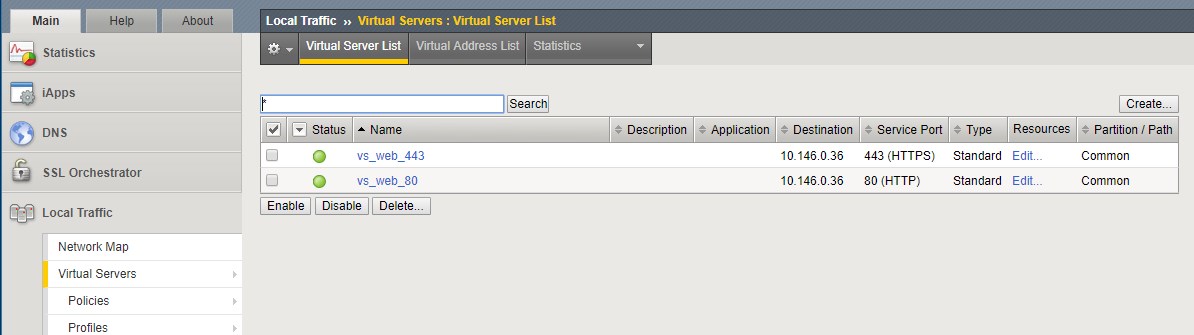 Main Help About
Local Traffic ›› Virtual Servers : Virtual Server List
Virtual Server List Virtual Address List Statistics
Statistics
iApps
DNS
SSL Orchestrator
Local Traffic
Network Map
Virtual Servers
Policies
Profiles
* Search Create...
Status Name Description Application Destination Service Port Type Resources Partition / Path
vs_web_443 10.146.0.36 443 (HTTPS) Standard Edit... Common
vs_web_80 10.146.0.36 80 (HTTP) Standard Edit... Common
Enable Disable Delete...